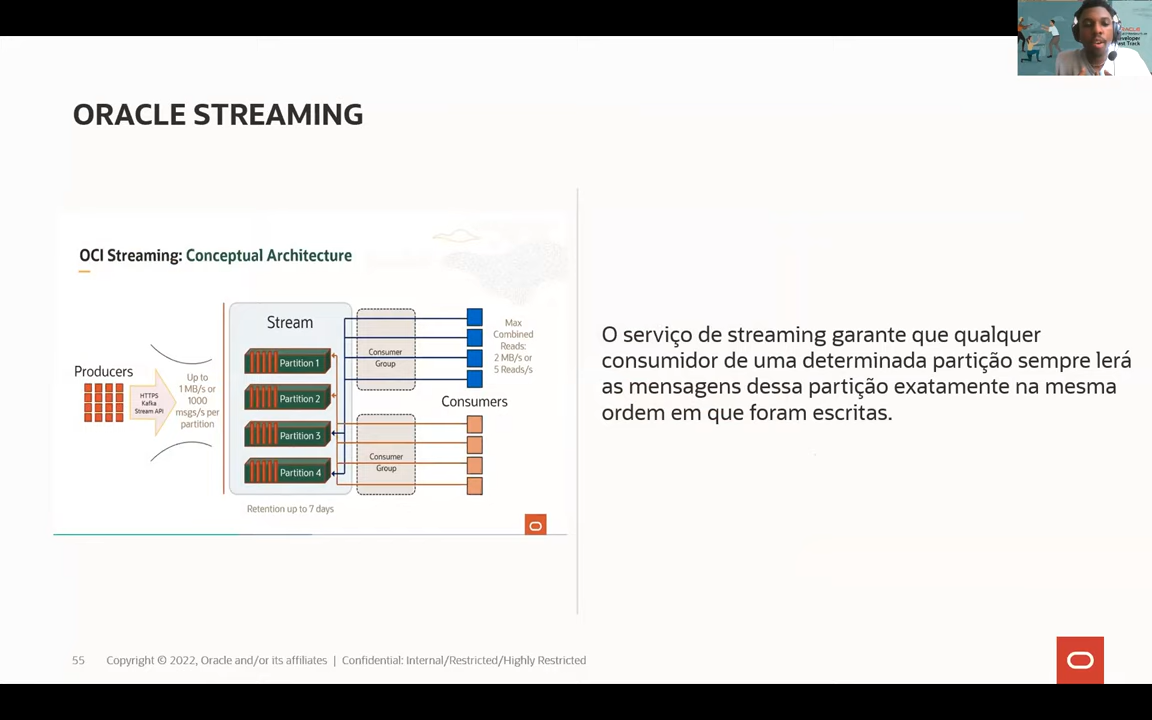 ORACLE STREAMING
OCI Streaming: Conceptual Architecture
Producers
HTTPS
Kafka
Stream API
Up to
1 MB/s or
1000
msgs/s per
partition
Stream
Partition 1
Partition 2
Partition 3
Partition 4
Retention up to 7 days
Consumer
Group
Consumer
Group
Max
Combined
Reads:
2 MB/s or
5 Reads/s
Consumers
O serviço de streaming garante que qualquer
consumidor de uma determinada partição sempre lerá
as mensagens dessa partição exatamente na mesma
ordem em que foram escritas.
55 Copyright © 2022, Oracle and/or its affiliates | Confidential: Internal/Restricted/Highly Restricted